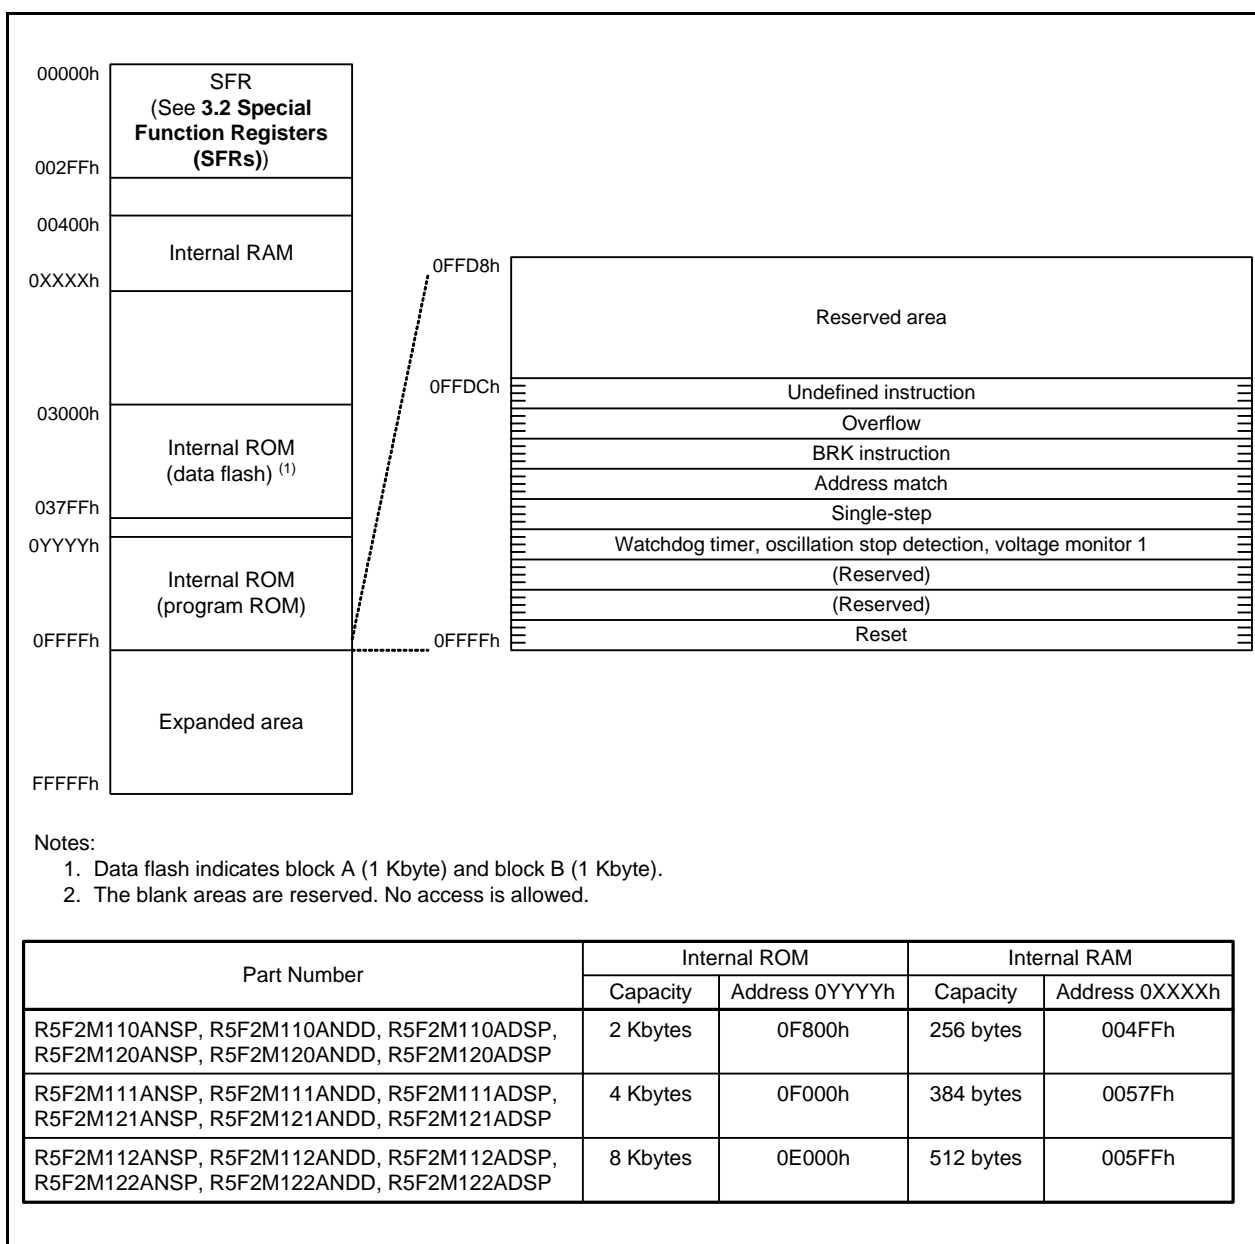 00000h
SFR
(See 3.2 Special
Function Registers
(SFRs))
002FFh
00400h
Internal RAM
0XXXXh
03000h
Internal ROM
(data flash) (1)
037FFh
0YYYYh
Internal ROM
(program ROM)
0FFFFh
Expanded area
FFFFFh
0FFD8h
Reserved area
0FFDCh
Undefined instruction
Overflow
BRK instruction
Address match
Single-step
Watchdog timer, oscillation stop detection, voltage monitor 1
(Reserved)
(Reserved)
0FFFFh
Reset
Notes:
1. Data flash indicates block A (1 Kbyte) and block B (1 Kbyte).
2. The blank areas are reserved. No access is allowed.
Part Number
Internal ROM
Internal RAM
Capacity
Address 0YYYYh
Capacity
Address 0XXXXh
R5F2M110ANSP, R5F2M110ANDD, R5F2M110ADSP,
R5F2M120ANSP, R5F2M120ANDD, R5F2M120ADSP
2 Kbytes
0F800h
256 bytes
004FFh
R5F2M111ANSP, R5F2M111ANDD, R5F2M111ADSP,
R5F2M121ANSP, R5F2M121ANDD, R5F2M121ADSP
4 Kbytes
0F000h
384 bytes
0057Fh
R5F2M112ANSP, R5F2M112ANDD, R5F2M112ADSP,
R5F2M122ANSP, R5F2M122ANDD, R5F2M122ADSP
8 Kbytes
0E000h
512 bytes
005FFh